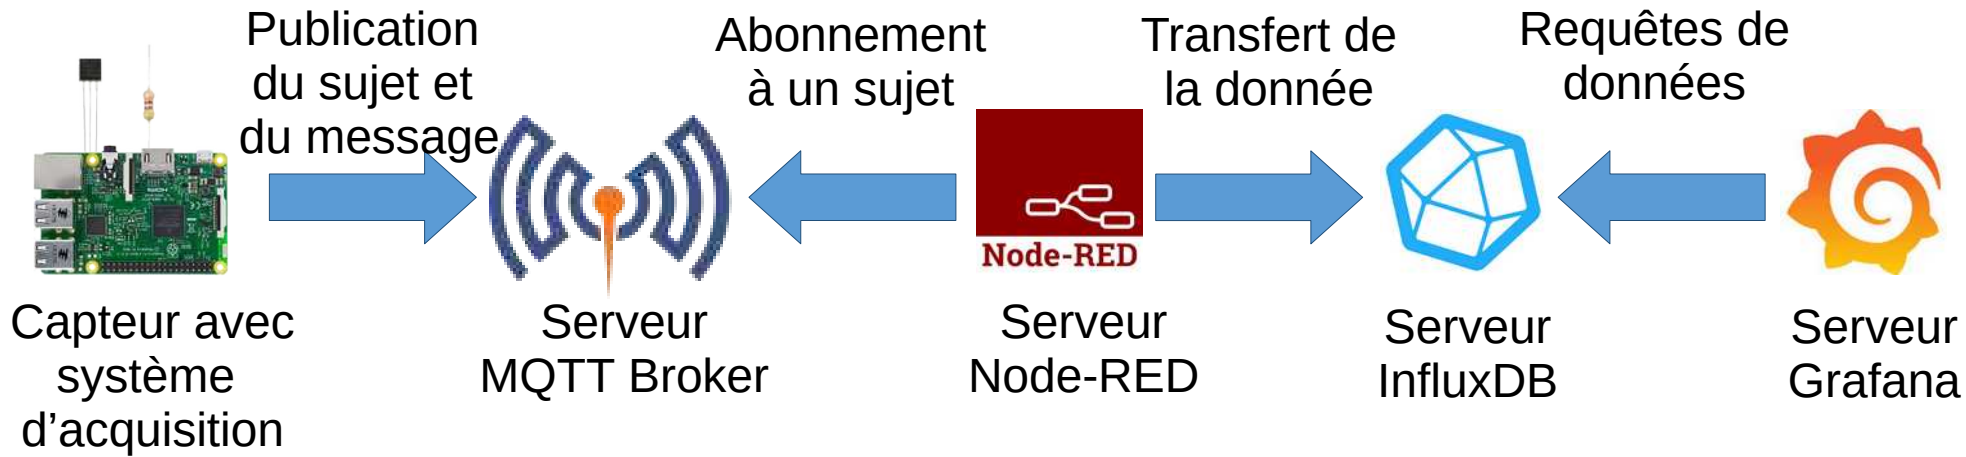 Publication
du sujet et
du message
Abonnement
à un sujet
Transfert de
la donnée
Requêtes de
données
Node-RED
Capteur avec
système
d’acquisition
Serveur
MQTT Broker
Serveur
Node-RED
Serveur
InfluxDB
Serveur
Grafana